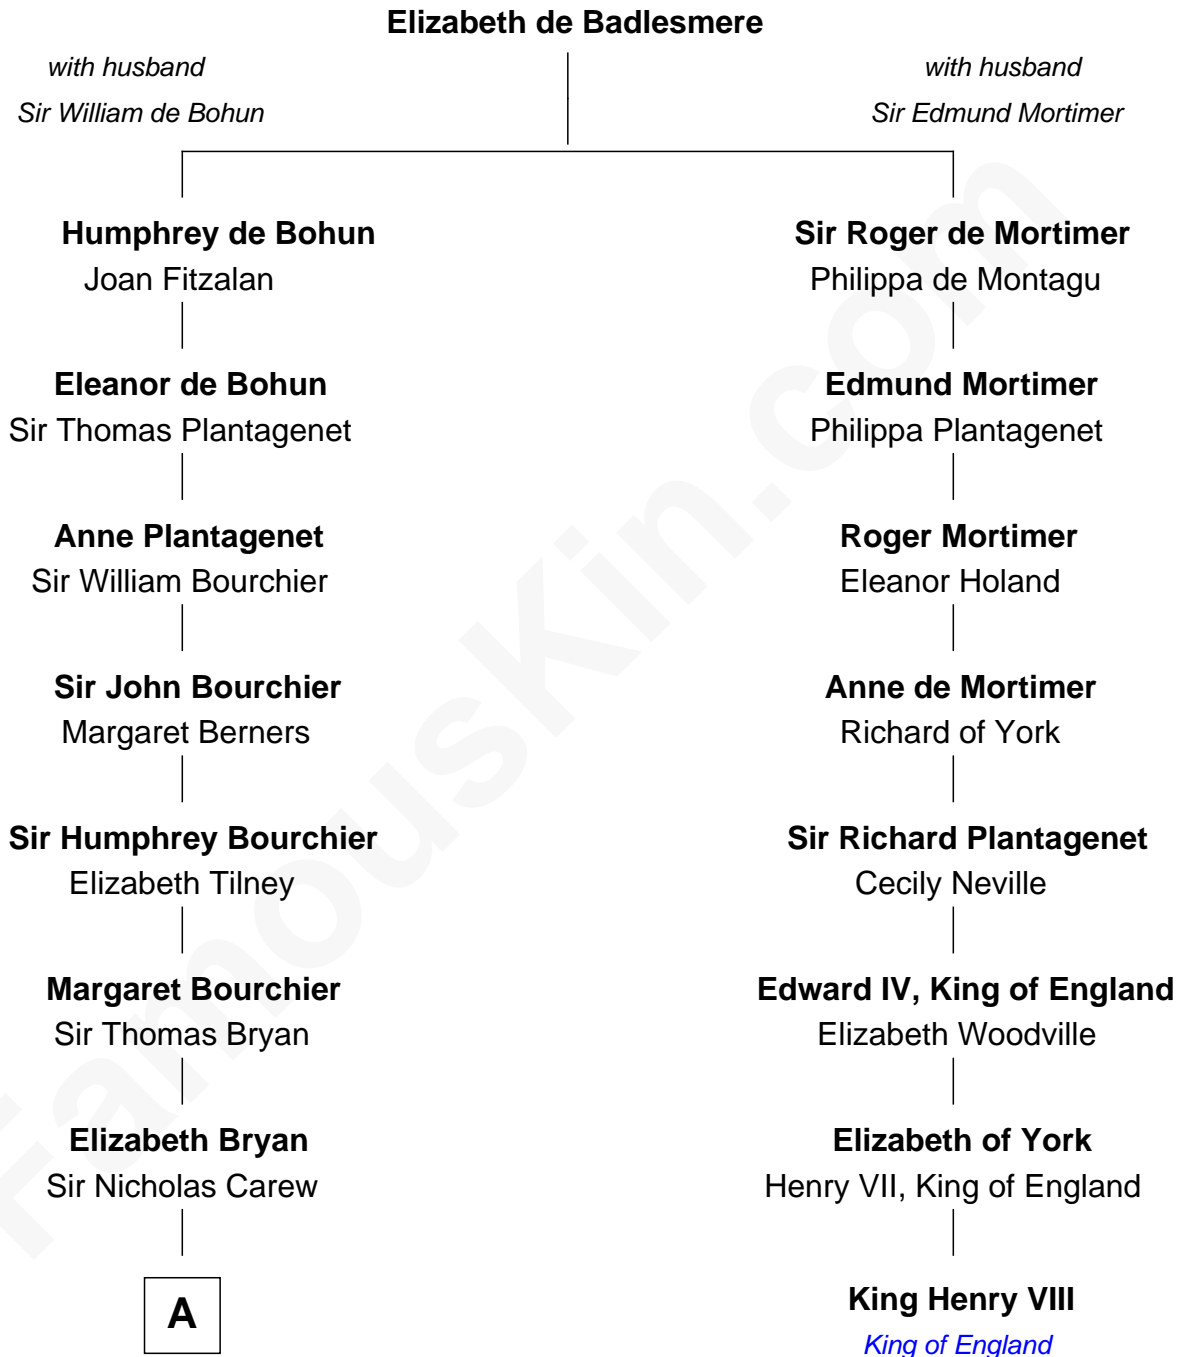 Elizabeth de Badlesmere
with husband
Sir William de Bohun
with husband
Sir Edmund Mortimer
Humphrey de Bohun
Joan Fitzalan
Sir Roger de Mortimer
Philippa de Montagu
Eleanor de Bohun
Sir Thomas Plantagenet
Edmund Mortimer
Philippa Plantagenet
Anne Plantagenet
Sir William Bourchier
Roger Mortimer
Eleanor Holand
Sir John Bourchier
Margaret Berners
Anne de Mortimer
Richard of York
Sir Humphrey Bourchier
Elizabeth Tilney
Sir Richard Plantagenet
Cecily Neville
Margaret Bourchier
Sir Thomas Bryan
Edward IV, King of England
Elizabeth Woodville
Elizabeth Bryan
Sir Nicholas Carew
Elizabeth of York
Henry VII, King of England
A
King Henry VIII
King of England
FamousKin.com